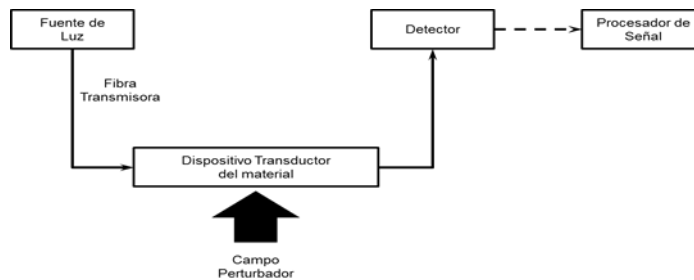 Fuente de
Luz
Detector
Procesador de
Señal
Fibra
Transmisora
Dispositivo Transductor
del material
Campo
Perturbador